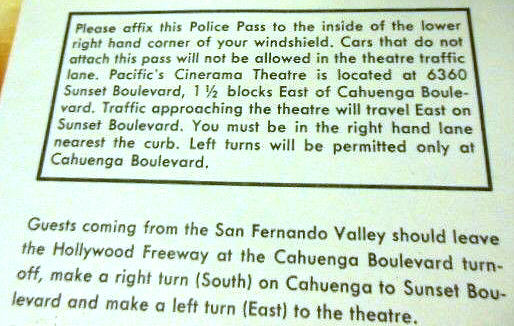 Please affix this Police Pass to the inside of the lower
right hand corner of your windshield. Cars that do not
attach this pass will not be allowed in the theatre traffic
lane. Pacific's Cinerama Theatre is located at 6360
Sunset Boulevard, 1 ½ blocks East of Cahuenga Boule-
vard. Traffic approaching the theatre will travel East on
Sunset Boulevard. You must be in the right hand lane
nearest the curb. Left turns will be permitted only at
Cahuenga Boulevard.
Guests coming from the San Fernando Valley should leave
the Hollywood Freeway at the Cahuenga Boulevard turn-
off, make a right turn (South) on Cahuenga to Sunset Bou-
levard and make a left turn (East) to the theatre.